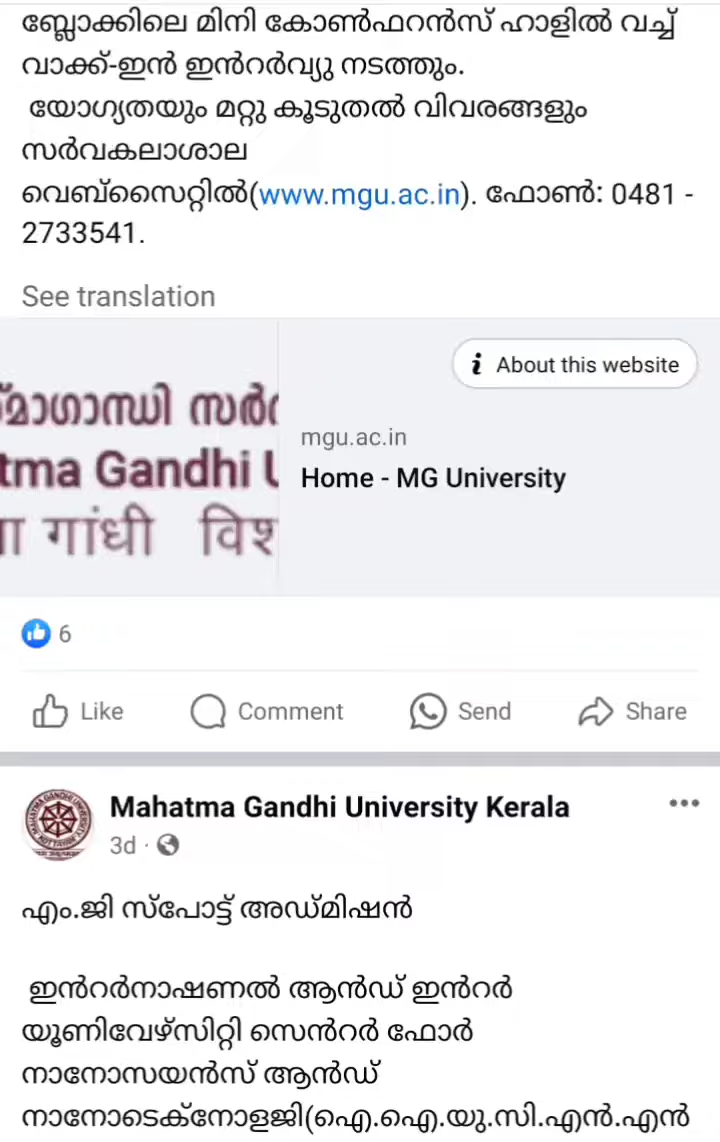 ബ്ലോക്കിലെ മിനി കോൺഫറൻസ് ഹാളിൽ വച്ച്
വാക്ക്-ഇൻ ഇൻറർവ്യൂ നടത്തും.
യോഗ്യതയും മറ്റു കൂടുതൽ വിവരങ്ങളും
സർവകലാശാല
വെബ്സൈറ്റിൽ(www.mgu.ac.in). ഫോൺ: 0481 -
2733541.
See translation
i About this website
മാഗാന്ധി സർ
tma Gandhi U
गांधी विश
mgu.ac.in
Home - MG University
6
Like Comment Send Share
Mahatma Gandhi University Kerala
3d ·
എം.ജി സ്പോട്ട് അഡ്മിഷൻ
ഇൻറർനാഷണൽ ആൻഡ് ഇൻറർ
യൂണിവേഴ്സിറ്റി സെൻറർ ഫോർ
നാനോസയൻസ് ആൻഡ്
നാനോടെക്നോളജി(ഐ.ഐ.യു.സി.എൻ.എൻ